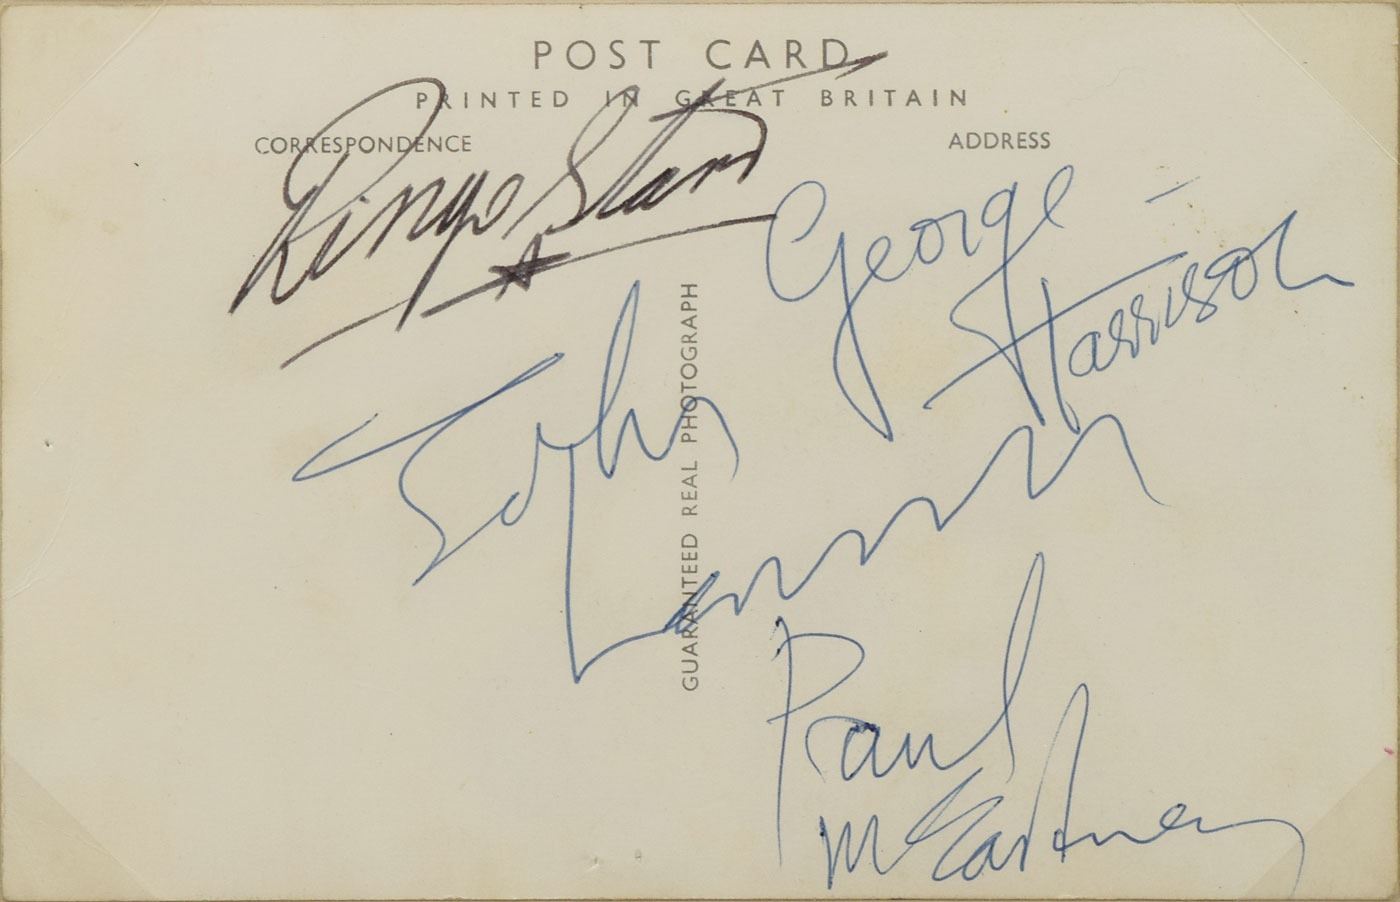 POST CARD
PRINTED IN GREAT BRITAIN
CORRESPONDENCE
ADDRESS
Ringo Starr
George
Harrison
GUARANTEED REAL PHOTOGRAPH
John
Lennon
Paul
McCartney